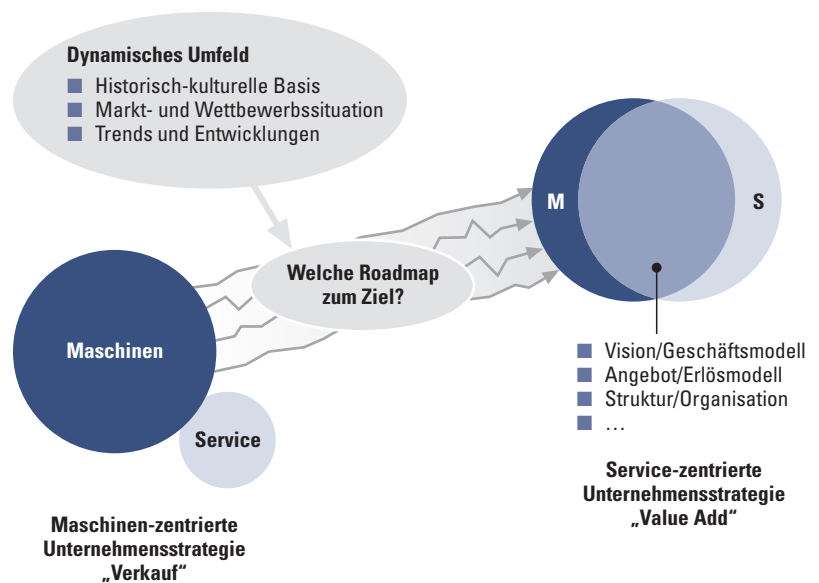 Dynamisches Umfeld
■ Historisch-kulturelle Basis
■ Markt- und Wettbewerbssituation
■ Trends und Entwicklungen
M
S
Welche Roadmap
zum Ziel?
Maschinen
Service
■ Vision/Geschäftsmodell
■ Angebot/Erlösmodell
■ Struktur/Organisation
■ …
Service-zentrierte
Unternehmensstrategie
„Value Add“
Maschinen-zentrierte
Unternehmensstrategie
„Verkauf“